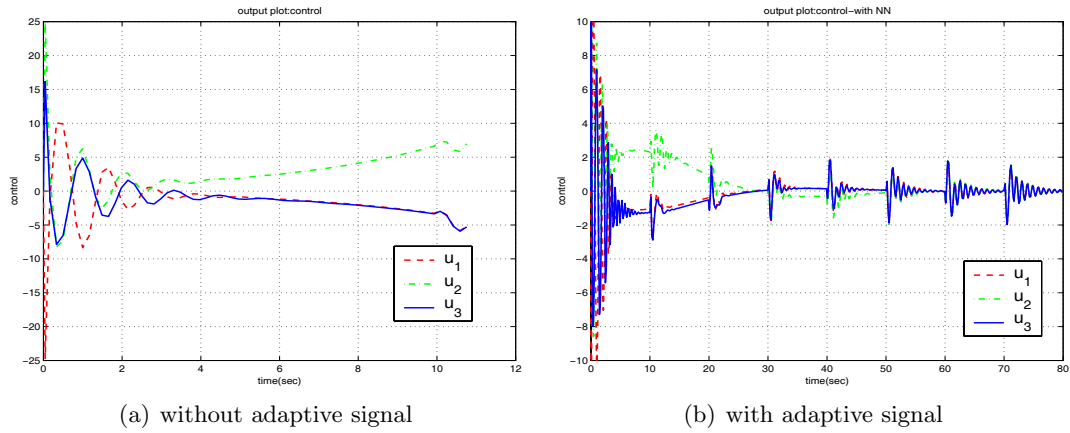 output plot:control
25
20
15
10
5
0
−5
−10
−15
−20
−25
control
0
2
4
6
8
10
12
time(sec)
u1
u2
u3
(a) without adaptive signal
output plot:control−with NN
10
8
6
4
2
0
−2
−4
−6
−8
−10
control
0
10
20
30
40
50
60
70
80
time(sec)
u1
u2
u3
(b) with adaptive signal